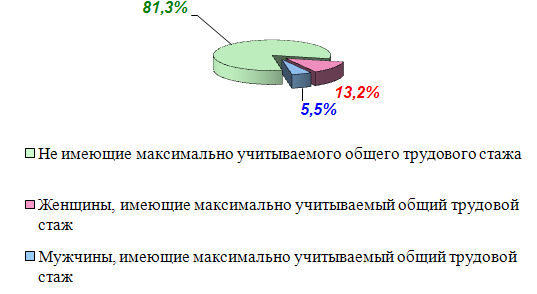 81,3%
13,2%
5,5%
Не имеющие максимально учитываемого общего трудового стажа
Женщины, имеющие максимально учитываемый общий трудовой
стаж
Мужчины, имеющие максимально учитываемый общий трудовой
стаж